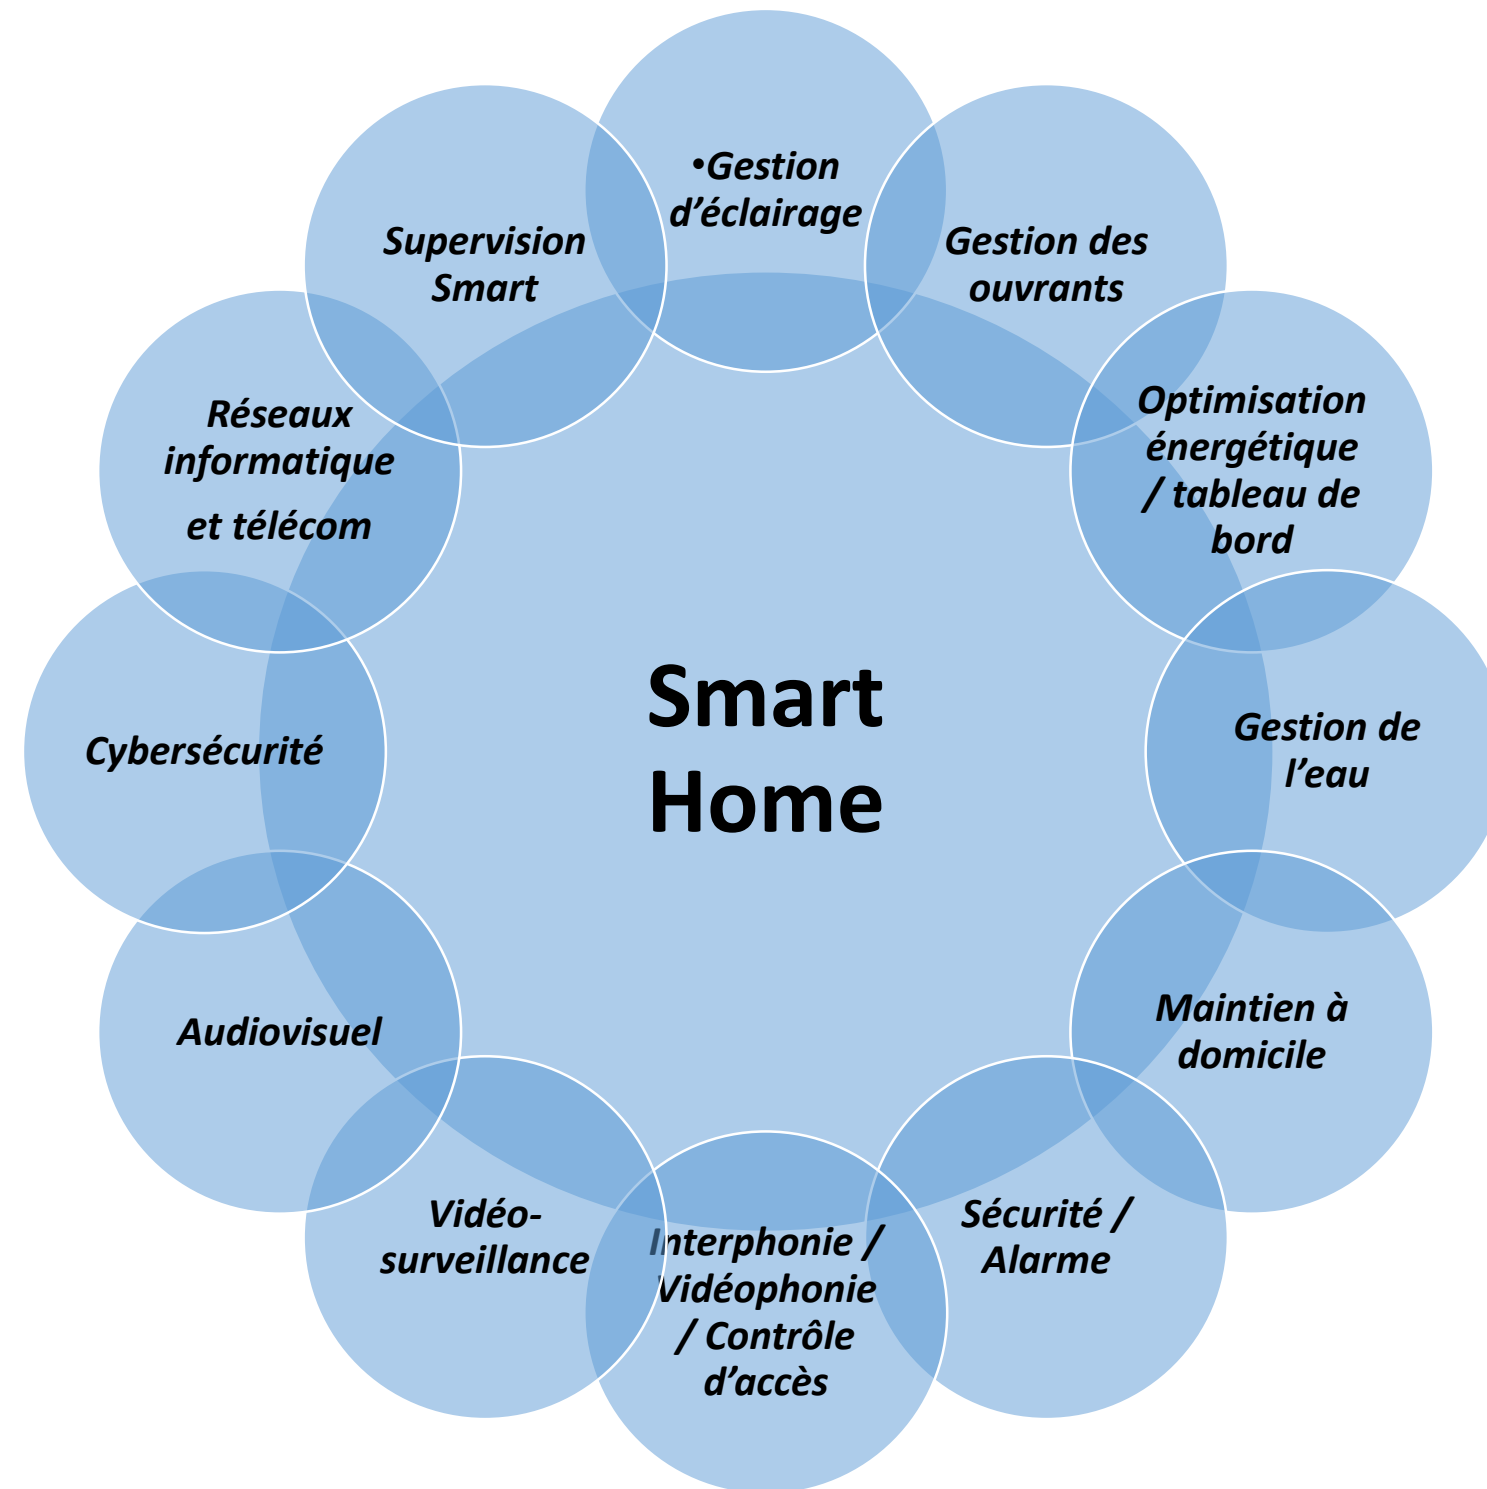 •Gestion
d’éclairage
Gestion des
ouvrants
Optimisation
énergétique
/ tableau de
bord
Gestion de
l’eau
Maintien à
domicile
Sécurité /
Alarme
Interphonie /
Vidéophonie
/ Contrôle
d’accès
Vidéo-
surveillance
Audiovisuel
Cybersécurité
Réseaux
informatique
et télécom
Supervision
Smart
Smart
Home